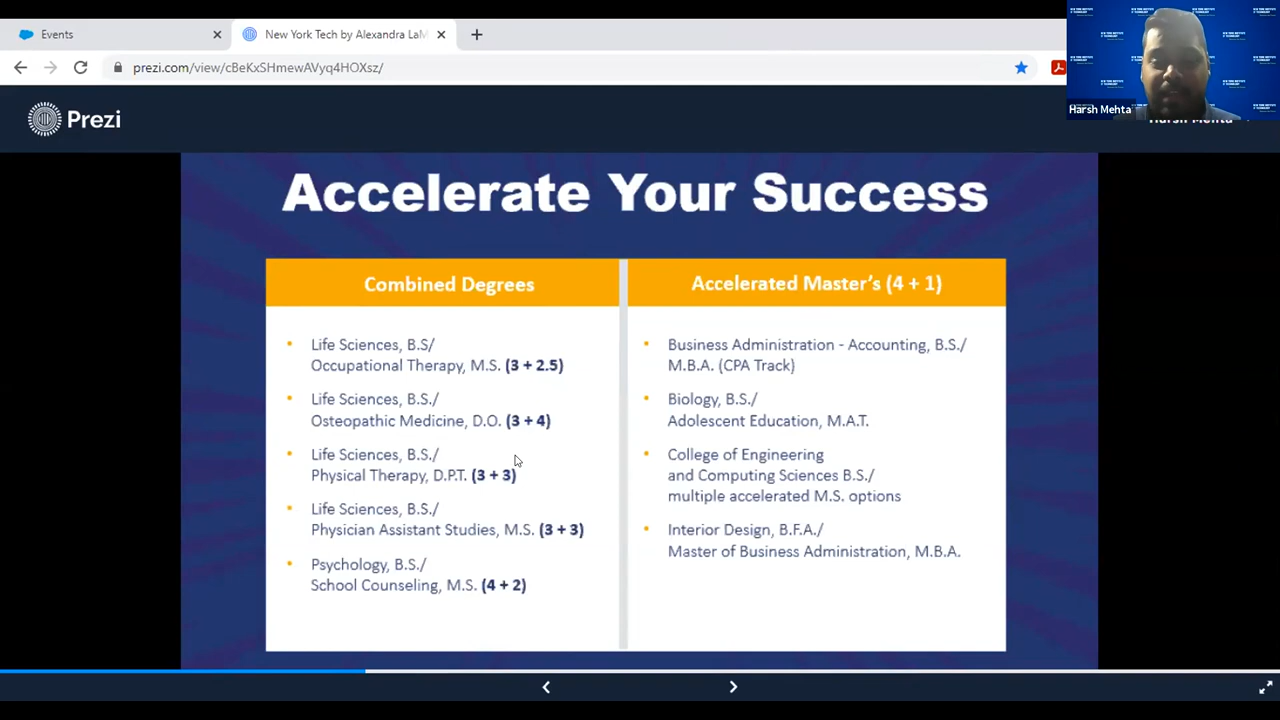 Events
New York Tech by Alexandra LaM
prezi.com/view/cBeKxSHmewAVyq4HOXsz/
Harsh Mehta
Prezi
Harsh Mehta
Accelerate Your Success
Combined Degrees
Life Sciences, B.S/
Occupational Therapy, M.S. (3 + 2.5)
Life Sciences, B.S./
Osteopathic Medicine, D.O. (3 + 4)
Life Sciences, B.S./
Physical Therapy, D.P.T. (3 + 3)
Life Sciences, B.S./
Physician Assistant Studies, M.S. (3 + 3)
Psychology, B.S./
School Counseling, M.S. (4 + 2)
Accelerated Master's (4 + 1)
Business Administration - Accounting, B.S./
M.B.A. (CPA Track)
Biology, B.S./
Adolescent Education, M.A.T.
College of Engineering
and Computing Sciences B.S./
multiple accelerated M.S. options
Interior Design, B.F.A./
Master of Business Administration, M.B.A.